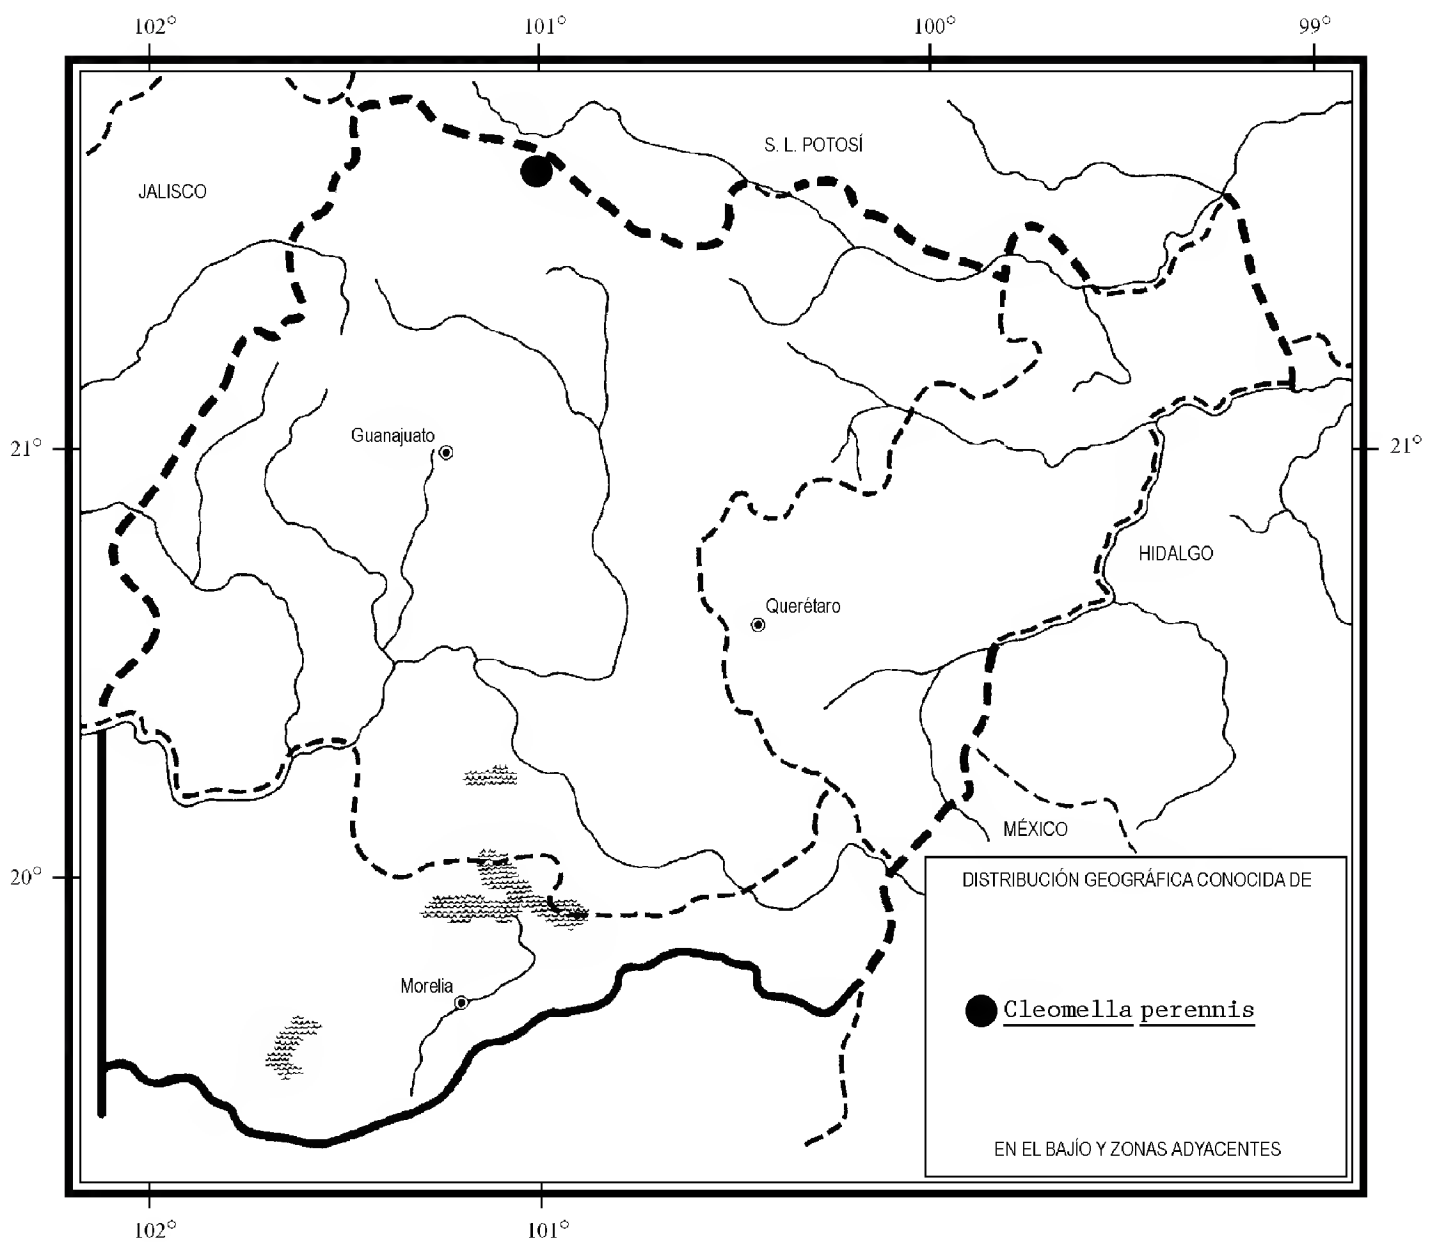 102° 101° 100° 99°
S. L. POTOSÍ
JALISCO
Guanajuato
21° 21°
HIDALGO
Querétaro
MÉXICO
20°
DISTRIBUCIÓN GEOGRÁFICA CONOCIDA DE
Morelia
Cleomella perennis
EN EL BAJÍO Y ZONAS ADYACENTES
102° 101°